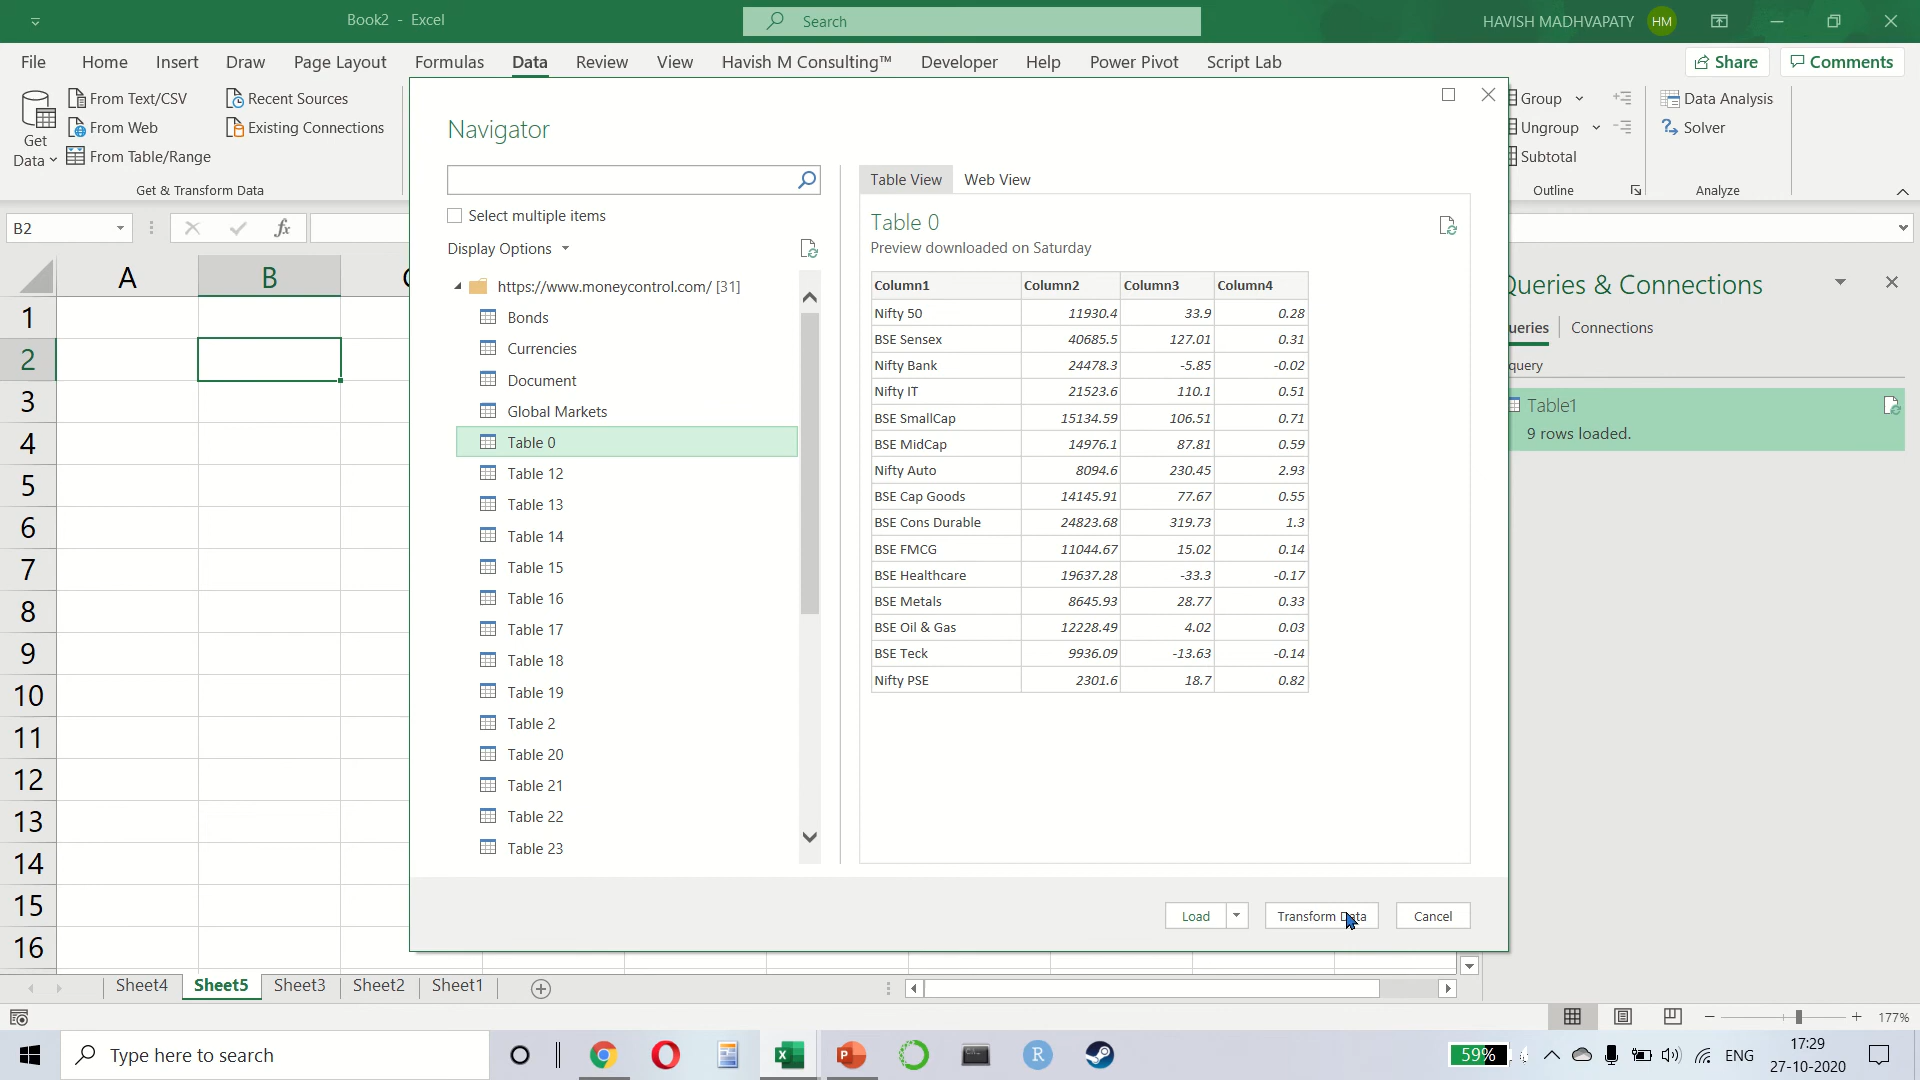 Book2 - Excel
Search
HAVISH MADHVAPATY
HM
File
Home
Insert
Draw
Page Layout
Formulas
Data
Review
View
Havish M Consulting™
Developer
Help
Power Pivot
Script Lab
Share
Comments
Get
Data
From Text/CSV
From Web
From Table/Range
Recent Sources
Existing Connections
Get & Transform Data
Group
Ungroup
Subtotal
Outline
Data Analysis
Solver
Analyze
B2
fx
A
B
1
2
3
4
5
6
7
8
9
10
11
12
13
14
15
16
Navigator
Select multiple items
Display Options
https://www.moneycontrol.com/ [31]
Bonds
Currencies
Document
Global Markets
Table 0
Table 12
Table 13
Table 14
Table 15
Table 16
Table 17
Table 18
Table 19
Table 2
Table 20
Table 21
Table 22
Table 23
Table View
Web View
Table 0
Preview downloaded on Saturday
Column1 Column2 Column3 Column4
Nifty 50 11930.4 33.9 0.28
BSE Sensex 40685.5 127.01 0.31
Nifty Bank 24478.3 -5.85 -0.02
Nifty IT 21523.6 110.1 0.51
BSE SmallCap 15134.59 106.51 0.71
BSE MidCap 14976.1 87.81 0.59
Nifty Auto 8094.6 230.45 2.93
BSE Cap Goods 14145.91 77.67 0.55
BSE Cons Durable 24823.68 319.73 1.3
BSE FMCG 11044.67 15.02 0.14
BSE Healthcare 19637.28 -33.3 -0.17
BSE Metals 8645.93 28.77 0.33
BSE Oil & Gas 12228.49 4.02 0.03
BSE Teck 9936.09 -13.63 -0.14
Nifty PSE 2301.6 18.7 0.82
Load
Transform Data
Cancel
Queries & Connections
ueries
Connections
query
Table1
9 rows loaded.
Sheet4
Sheet5
Sheet3
Sheet2
Sheet1
177%
Type here to search
59%
ENG
17:29
27-10-2020